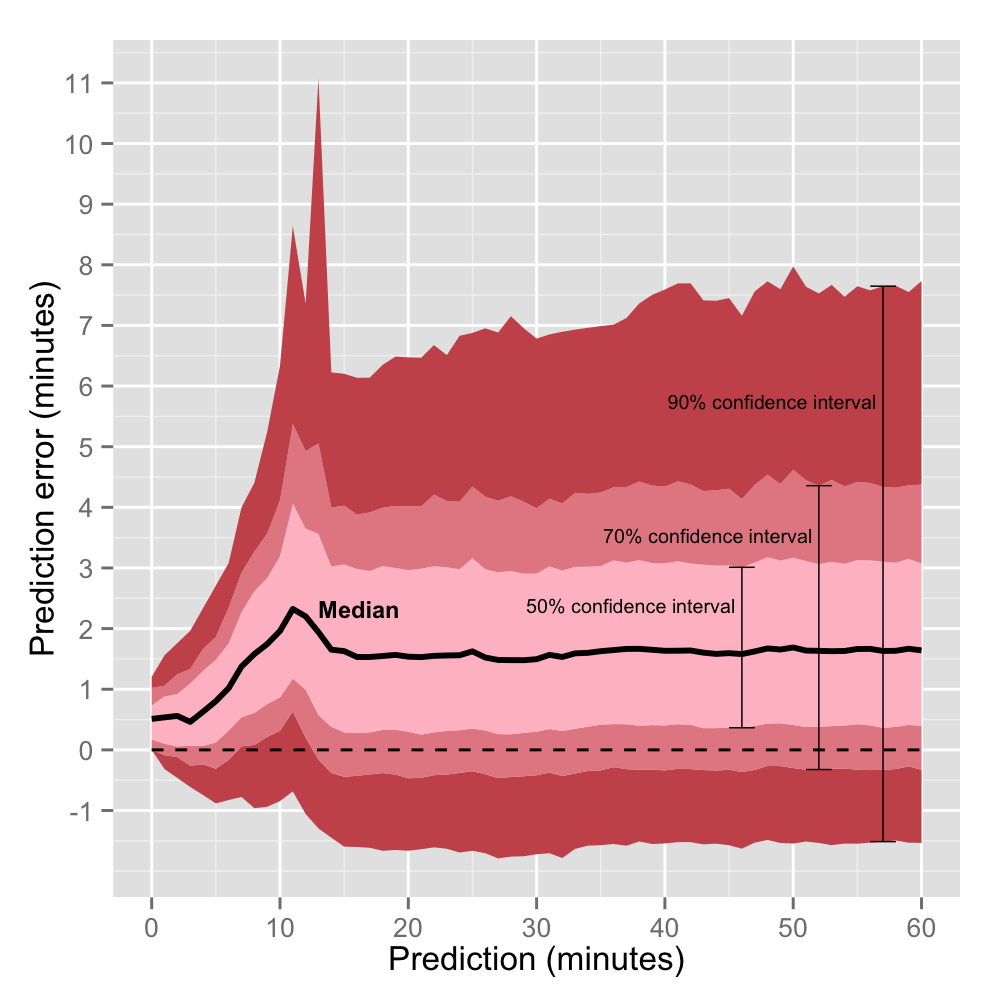 11
10
9
8
7
6
5
4
3
2
1
0
-1
Prediction error (minutes)
90% confidence interval
70% confidence interval
50% confidence interval
Median
0 10 20 30 40 50 60
Prediction (minutes)